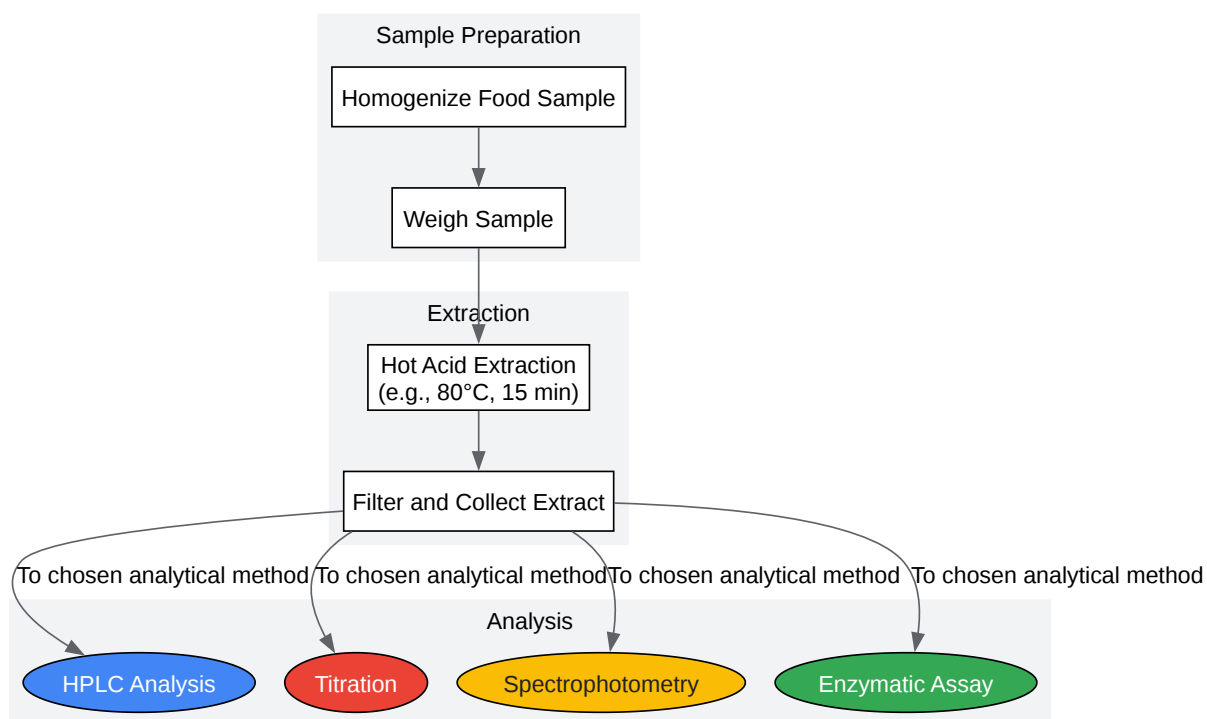 Sample Preparation
Homogenize Food Sample
Weigh Sample
Extraction
Hot Acid Extraction
(e.g., 80°C, 15 min)
Filter and Collect Extract
To chosen analytical method
To chosen analytical method
To chosen analytical method
To chosen analytical method
Analysis
HPLC Analysis
Titration
Spectrophotometry
Enzymatic Assay